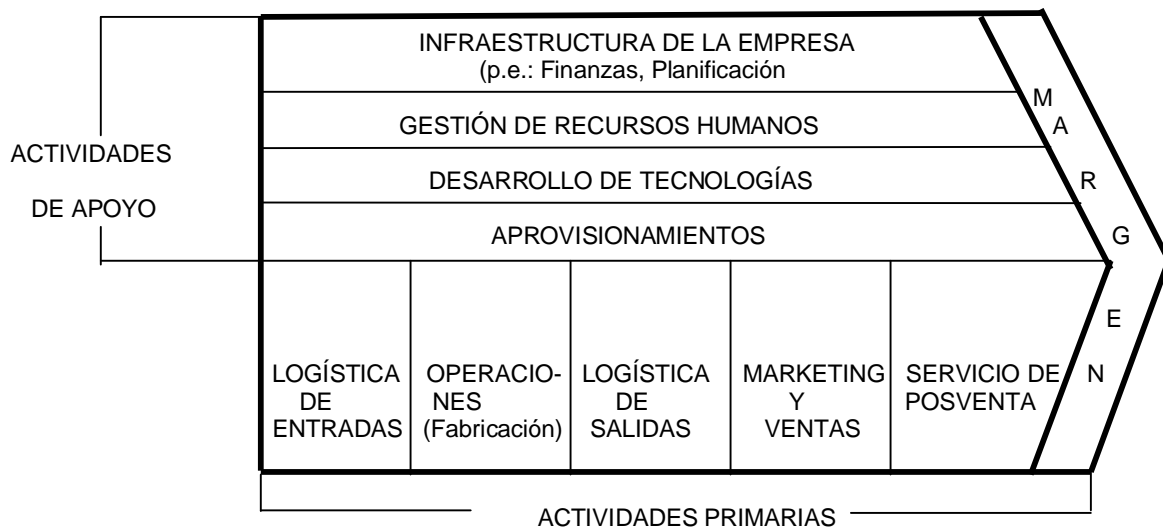 INFRAESTRUCTURA DE LA EMPRESA
(p.e.: Finanzas, Planificación
GESTIÓN DE RECURSOS HUMANOS
DESARROLLO DE TECNOLOGÍAS
APROVISIONAMIENTOS
ACTIVIDADES
DE APOYO
MARGEN
LOGÍSTICA
DE
ENTRADAS
OPERACIO-
NES
(Fabricación)
LOGÍSTICA
DE
SALIDAS
MARKETING
Y
VENTAS
SERVICIO DE
POSVENTA
ACTIVIDADES PRIMARIAS